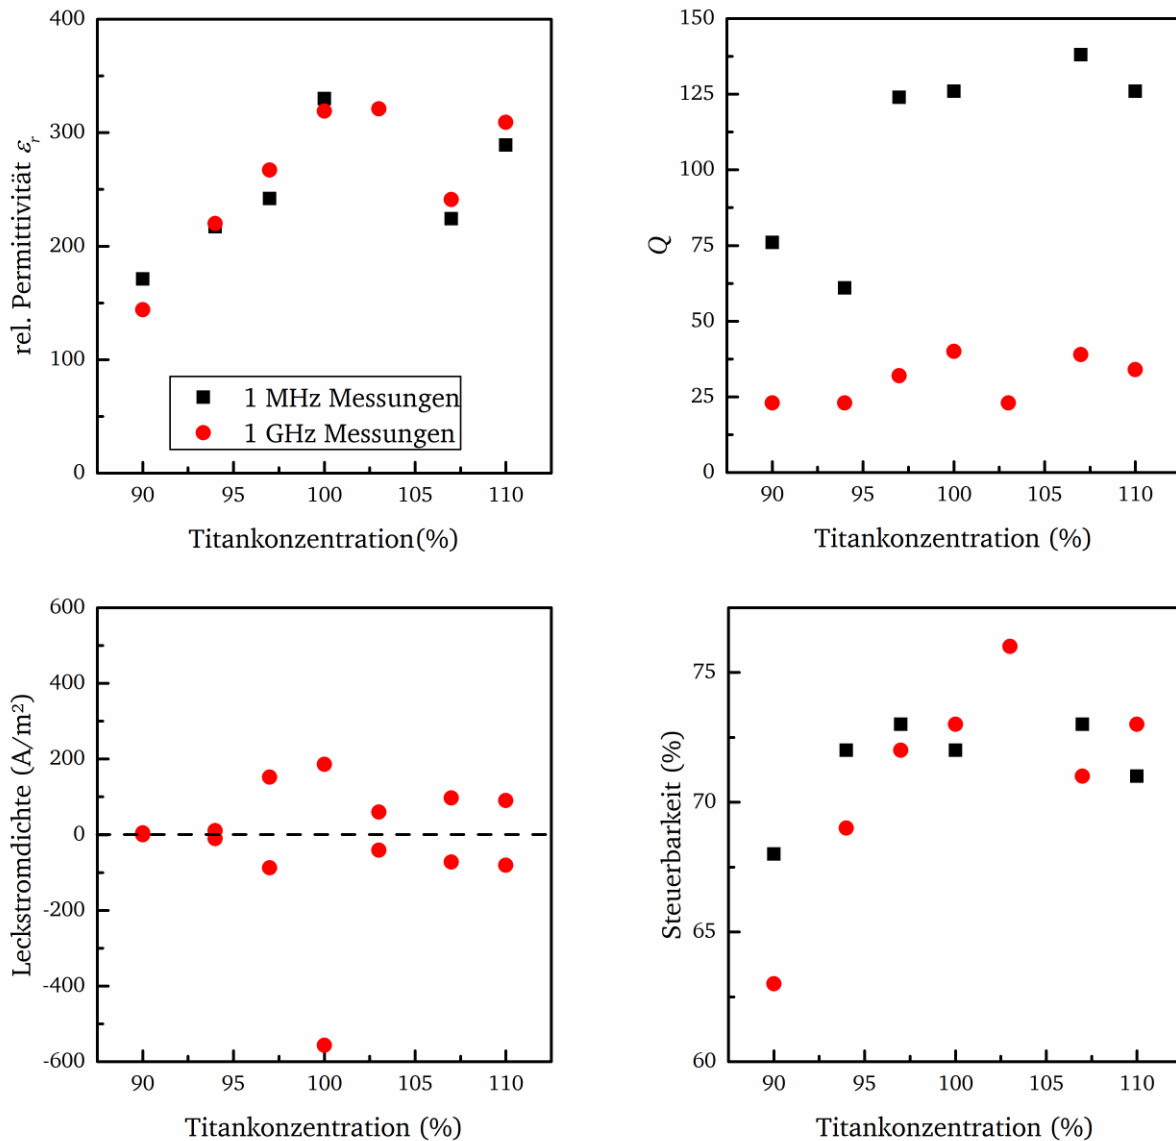 400
300
200
100
0
rel. Permittivität εr
1 MHz Messungen
1 GHz Messungen
90 95 100 105 110
Titankonzentration(%)
150
125
100
75
50
25
0
Q
90 95 100 105 110
Titankonzentration (%)
600
400
200
0
-200
-400
-600
Leckstromdichte (A/m²)
90 95 100 105 110
Titankonzentration (%)
75
70
65
60
Steuerbarkeit (%)
90 95 100 105 110
Titankonzentration (%)